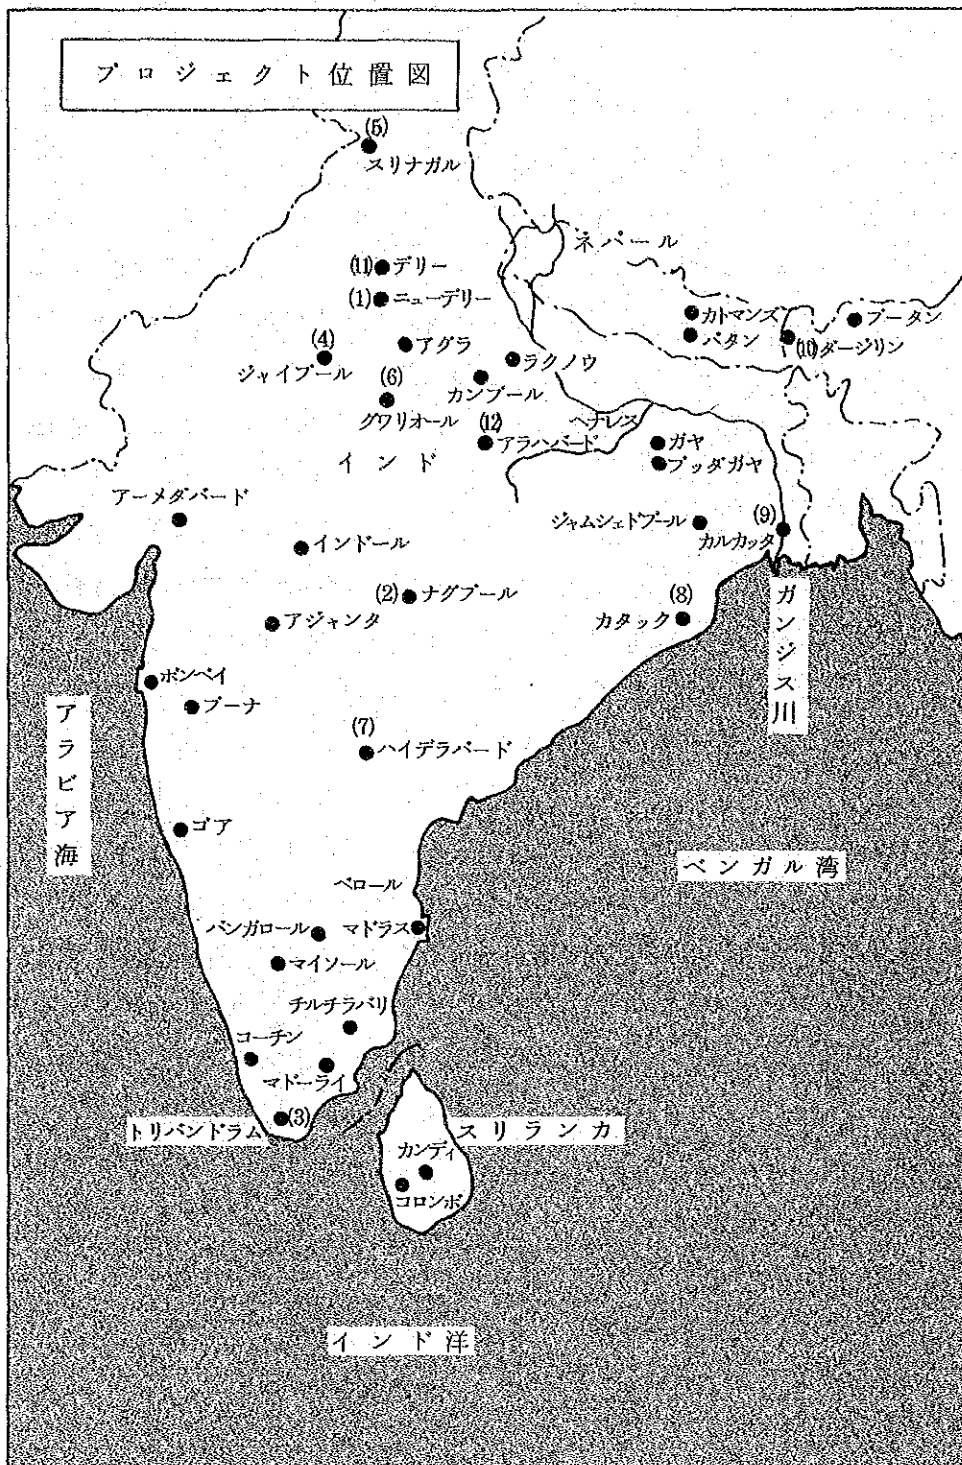 プロジェクト位置図
(5)
スリナガル
ネパール
(11) デリー
(1) ニューデリー
カトマンズ
パタン
ブータン
(10) ダージリン
(4)
ジャイプール
アグラ
ラクノウ
(6)
カンプール
グワリオール
(12)
アラハバード
ヘナレス
ガヤ
ブッダガヤ
インド
アーメダバード
ジャムシェドプール
(9)
カルカッタ
インドール
(2) ナグプール
アジャンタ
(8)
カタック
ガンジス川
ボンベイ
プーナ
アラビア海
(7)
ハイデラバード
ゴア
ベンガル湾
ベロール
バンガロール
マドラス
マイソール
チルチラバリ
コーチン
マドーライ
(3)
トリバンドラム
スリランカ
カンディ
コロンボ
インド洋